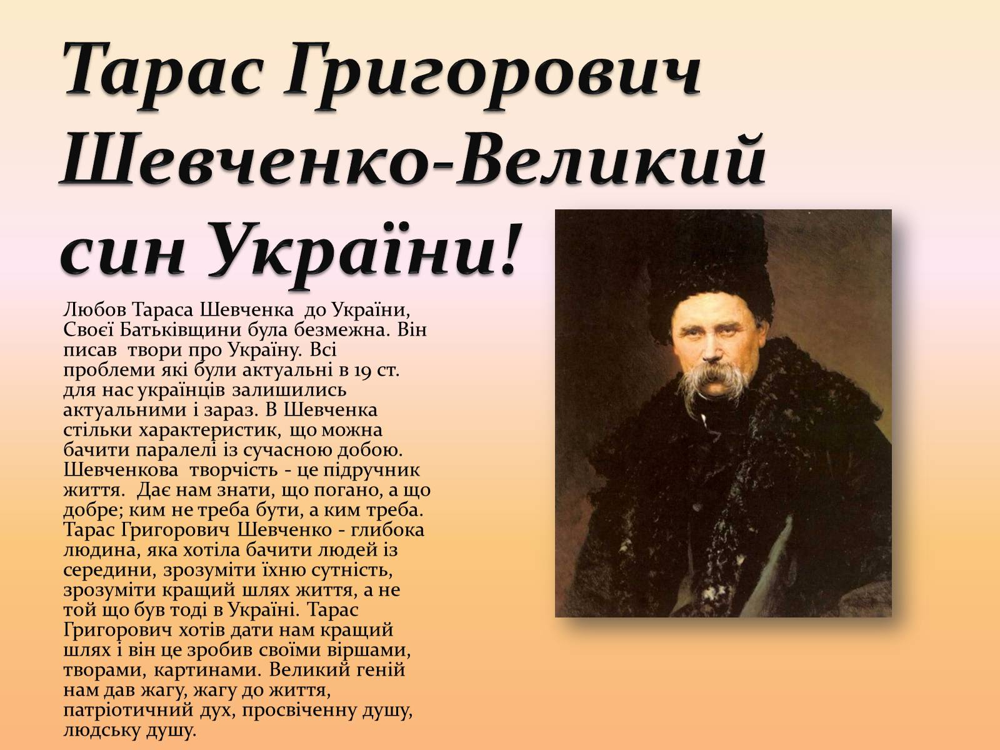 Тарас Григорович
Шевченко-Великий
син України!
Любов Тараса Шевченка до України,
Своєї Батьківщини була безмежна. Він
писав твори про Україну. Всі
проблеми які були актуальні в 19 ст.
для нас українців залишились
актуальними і зараз. В Шевченка
стільки характеристик, що можна
бачити паралелі із сучасною добою.
Шевченкова творчість - це підручник
життя. Дає нам знати, що погано, а що
добре; ким не треба бути, а ким треба.
Тарас Григорович Шевченко - глибока
людина, яка хотіла бачити людей із
середини, зрозуміти їхню сутність,
зрозуміти кращий шлях життя, а не
той що був тоді в Україні. Тарас
Григорович хотів дати нам кращий
шлях і він це зробив своїми віршами,
творами, картинами. Великий геній
нам дав жагу, жагу до життя,
патріотичний дух, просвіченну душу,
людську душу.